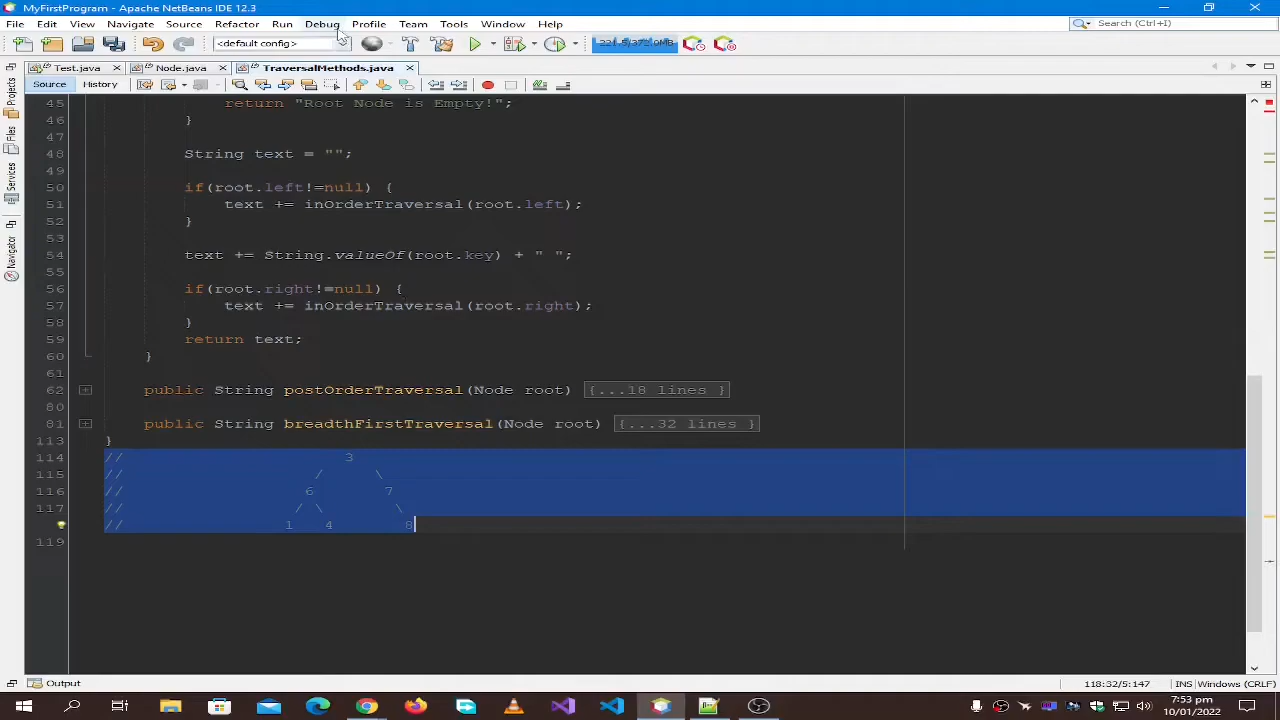 MyFirstProgram - Apache NetBeans IDE 12.3
File Edit View Navigate Source Refactor Run Debug Profile Team Tools Window Help
Search (Ctrl+I)
<default config>
Test.java Node.java TraversalMethods.java
Source History
45 return "Root Node is Empty!";
46 }
47
48 String text = "";
49
50 if(root.left!=null) {
51 text += inOrderTraversal(root.left);
52 }
53
54 text += String.valueOf(root.key) + " ";
55
56 if(root.right!=null) {
57 text += inOrderTraversal(root.right);
58 }
59 return text;
60 }
61
62 public String postOrderTraversal(Node root) {...18 lines }
80
81 public String breadthFirstTraversal(Node root) {...32 lines }
113 }
114 // 3
115 // / \
116 // 6 7
117 // / \ \
// 1 4 8
119
Projects
Files
Services
Navigator
Output
118:32/5:147 INS Windows (CRLF)
7:53 pm
10/01/2022